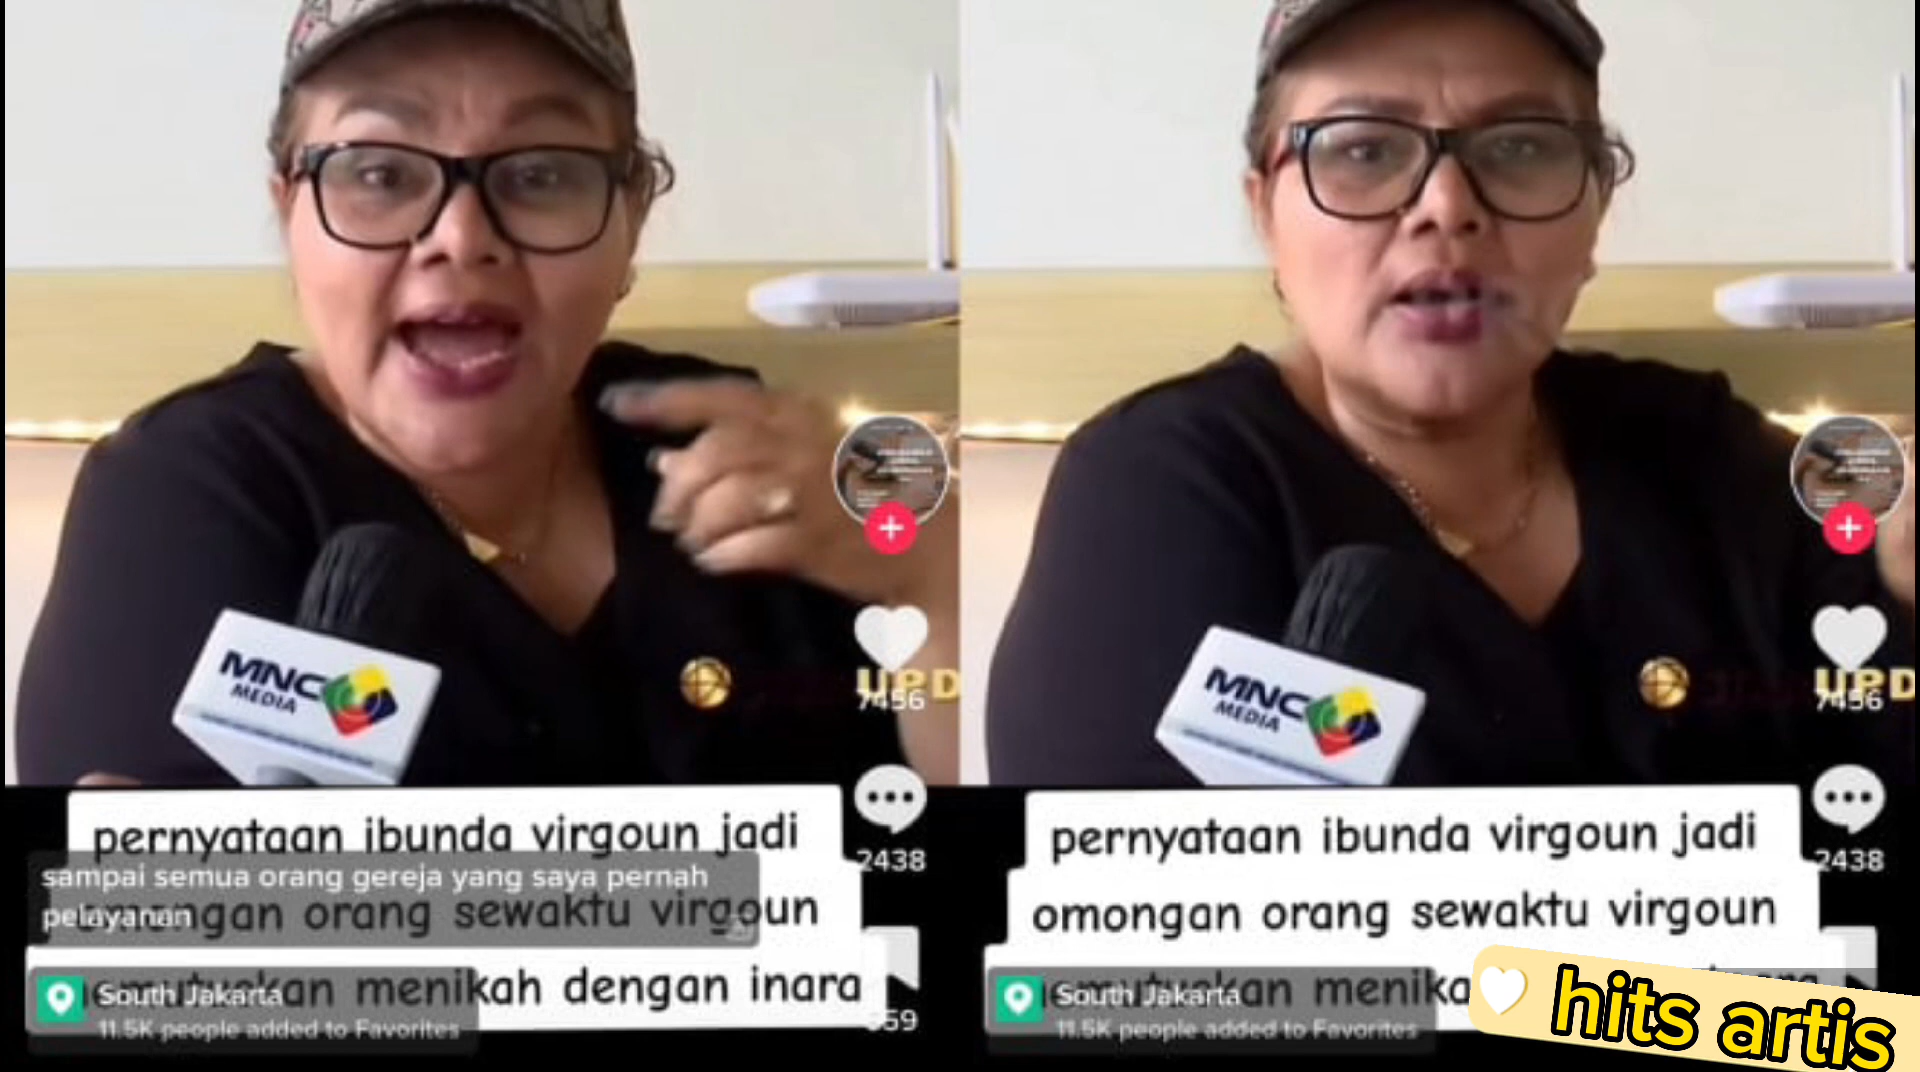 MNC
MEDIA
UPD
7456
2438
pernyataan ibunda virgoun jadi
sampai semua orang gereja yang saya pernah
pelayanan
omongan orang sewaktu virgoun
menikah dengan inara
South Jakarta
11.5K people added to Favorites
59
MNC
MEDIA
UPD
7456
2438
pernyataan ibunda virgoun jadi
omongan orang sewaktu virgoun
South Jakarta
11.5K people added to Favorites
hits artis